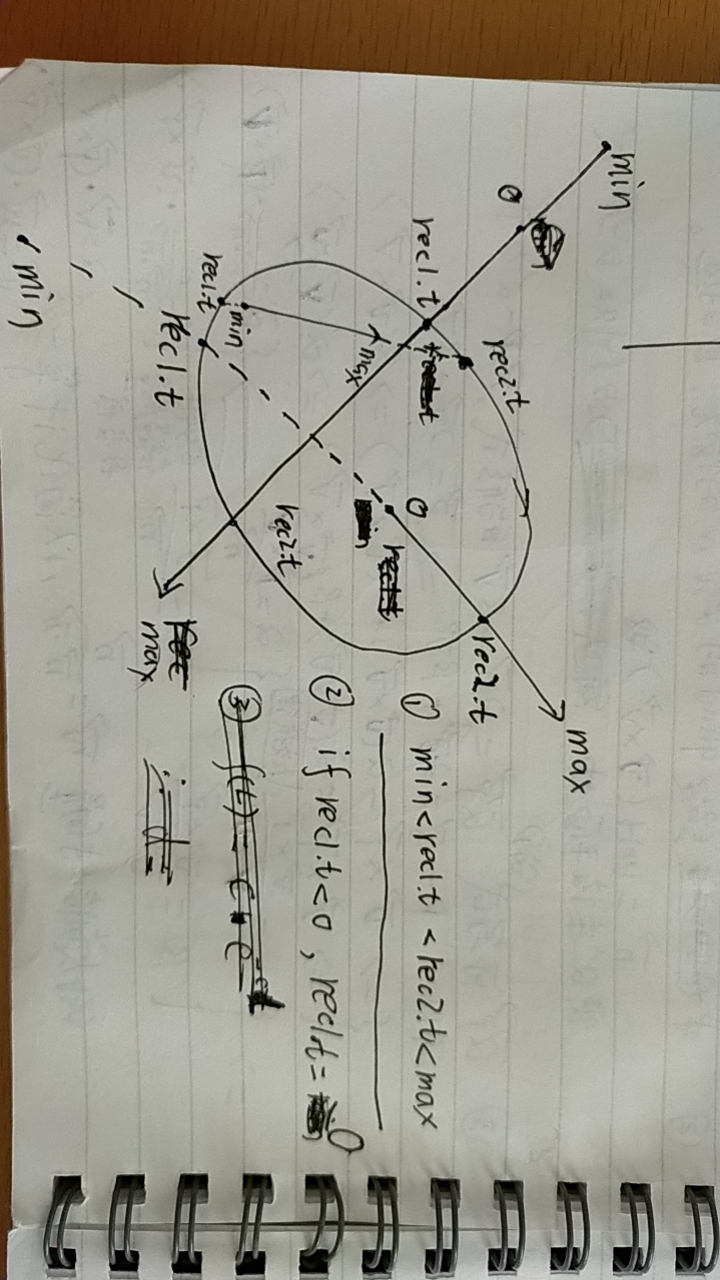 min
max
0
rec2.t
rec2.t
rec1.t
0
max
① min<rec1.t <rec2.t<max
② if rec1.t<0, rec1.t= 0
rec2.t
min
③ f(t) = c e
rec1.t
rec1.t
rec
max
: d=
min